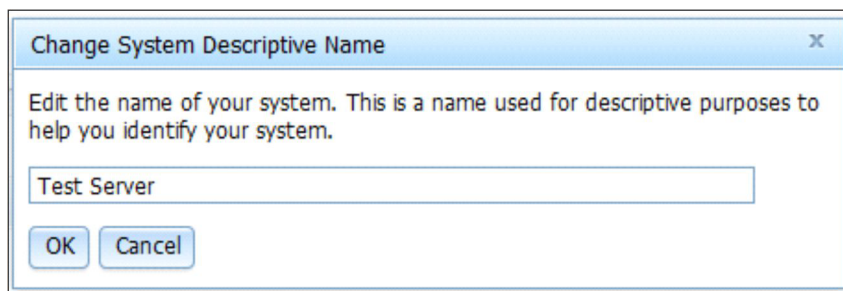 Change System Descriptive Name
x
Edit the name of your system. This is a name used for descriptive purposes to
help you identify your system.
Test Server
OK Cancel